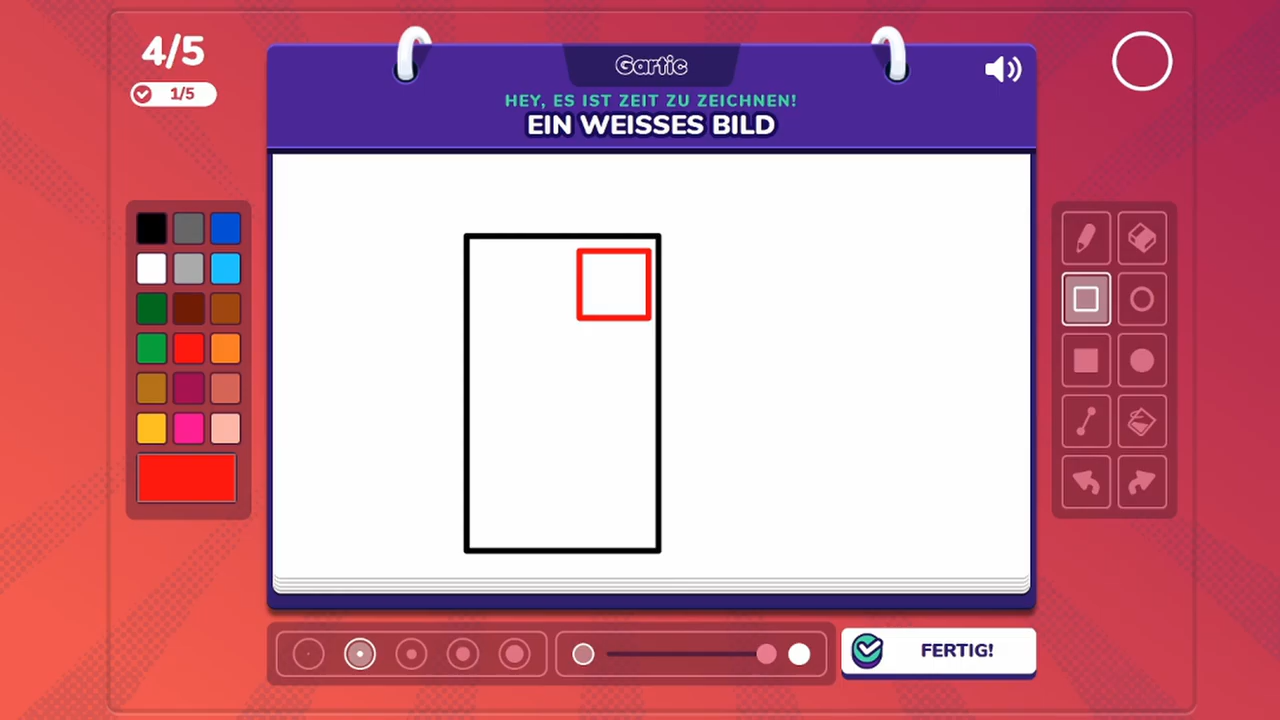 4/5
1/5
Gartic
HEY, ES IST ZEIT ZU ZEICHNEN!
EIN WEISSES BILD
FERTIG!